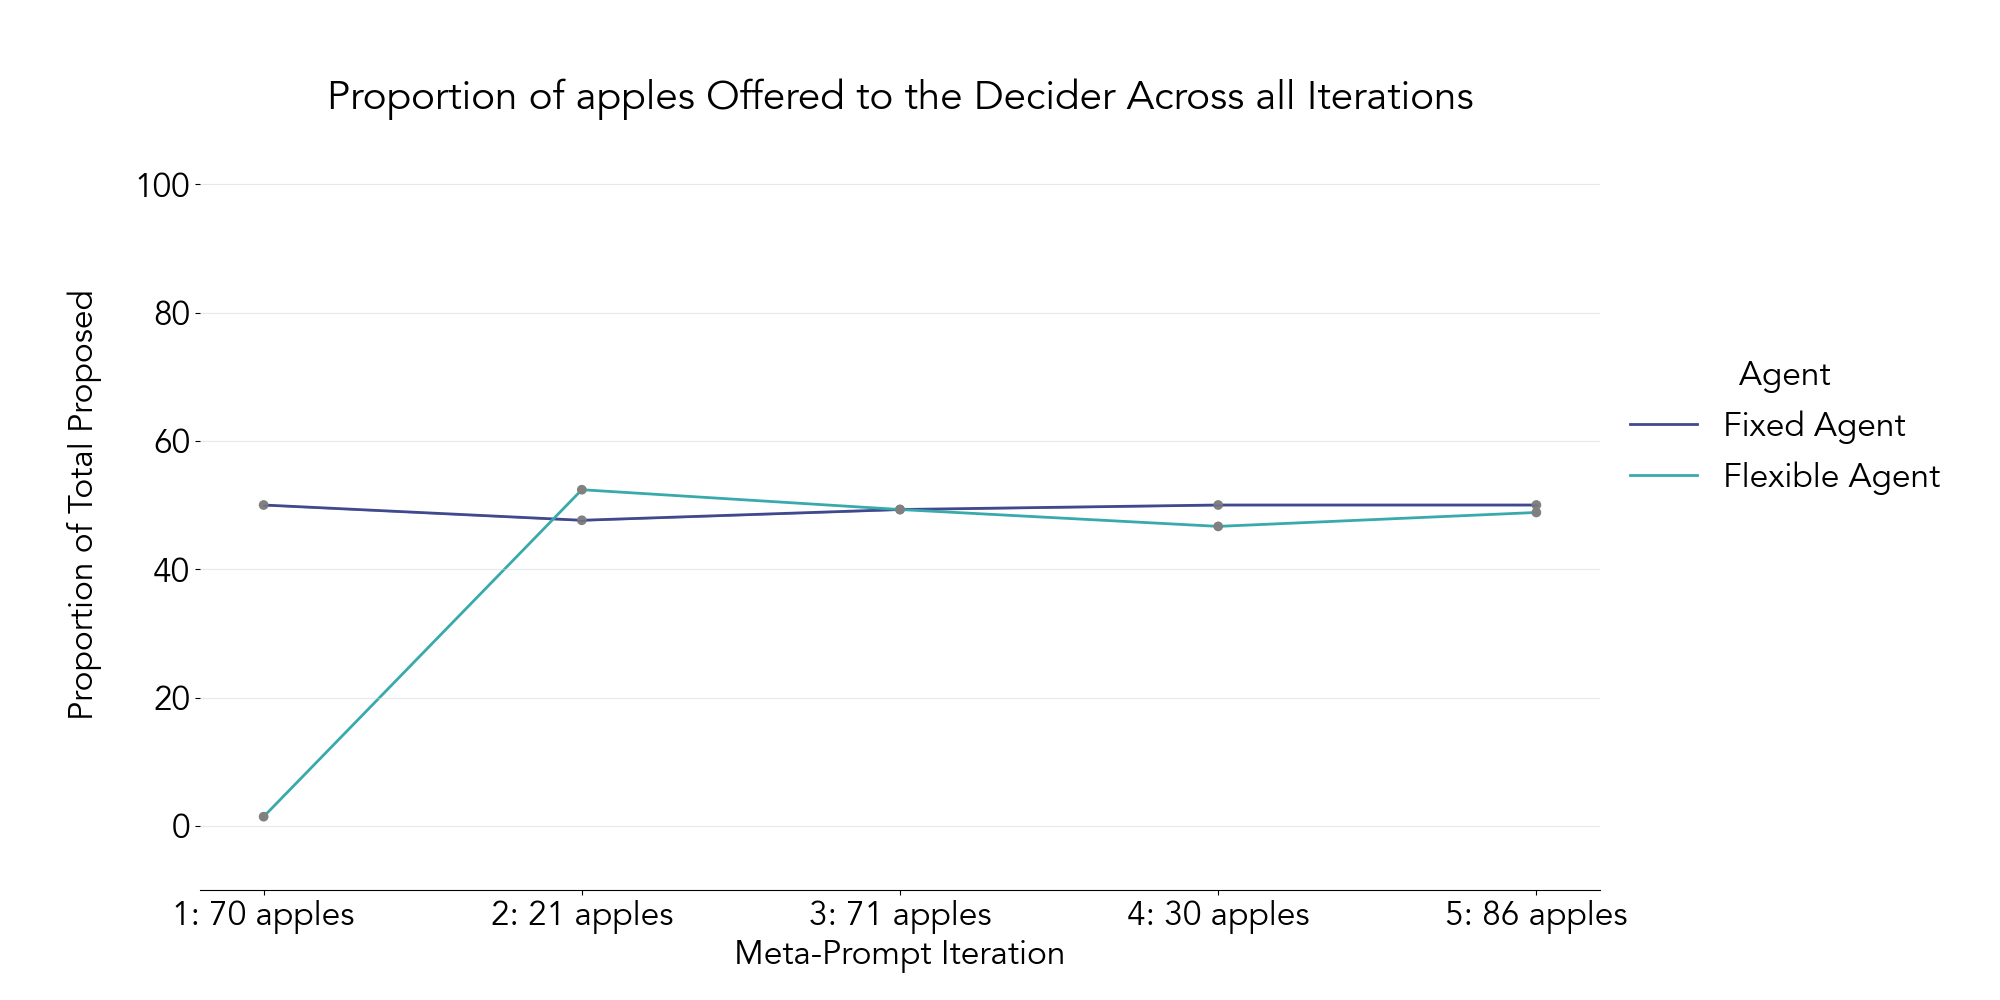 Proportion of apples Offered to the Decider Across all Iterations
Proportion of Total Proposed
100
80
60
40
20
0
1: 70 apples
2: 21 apples
3: 71 apples
4: 30 apples
5: 86 apples
Meta-Prompt Iteration
Agent
Fixed Agent
Flexible Agent